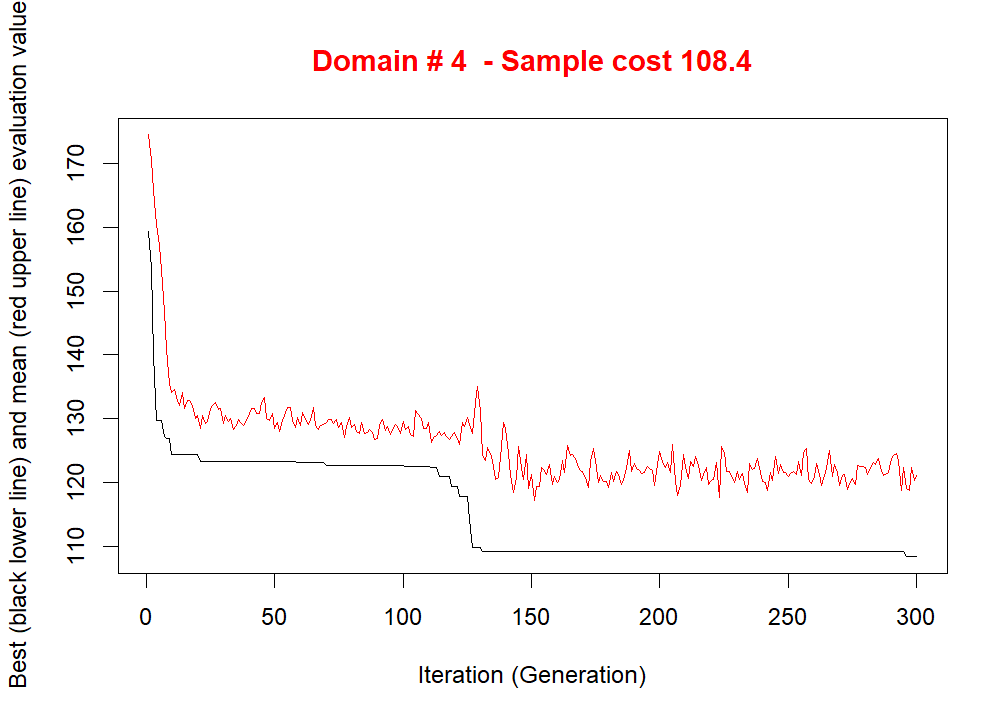 Domain # 4  - Sample cost 108.4
Best (black lower line) and mean (red upper line) evaluation value
170
160
150
140
130
120
110
0 50 100 150 200 250 300
Iteration (Generation)